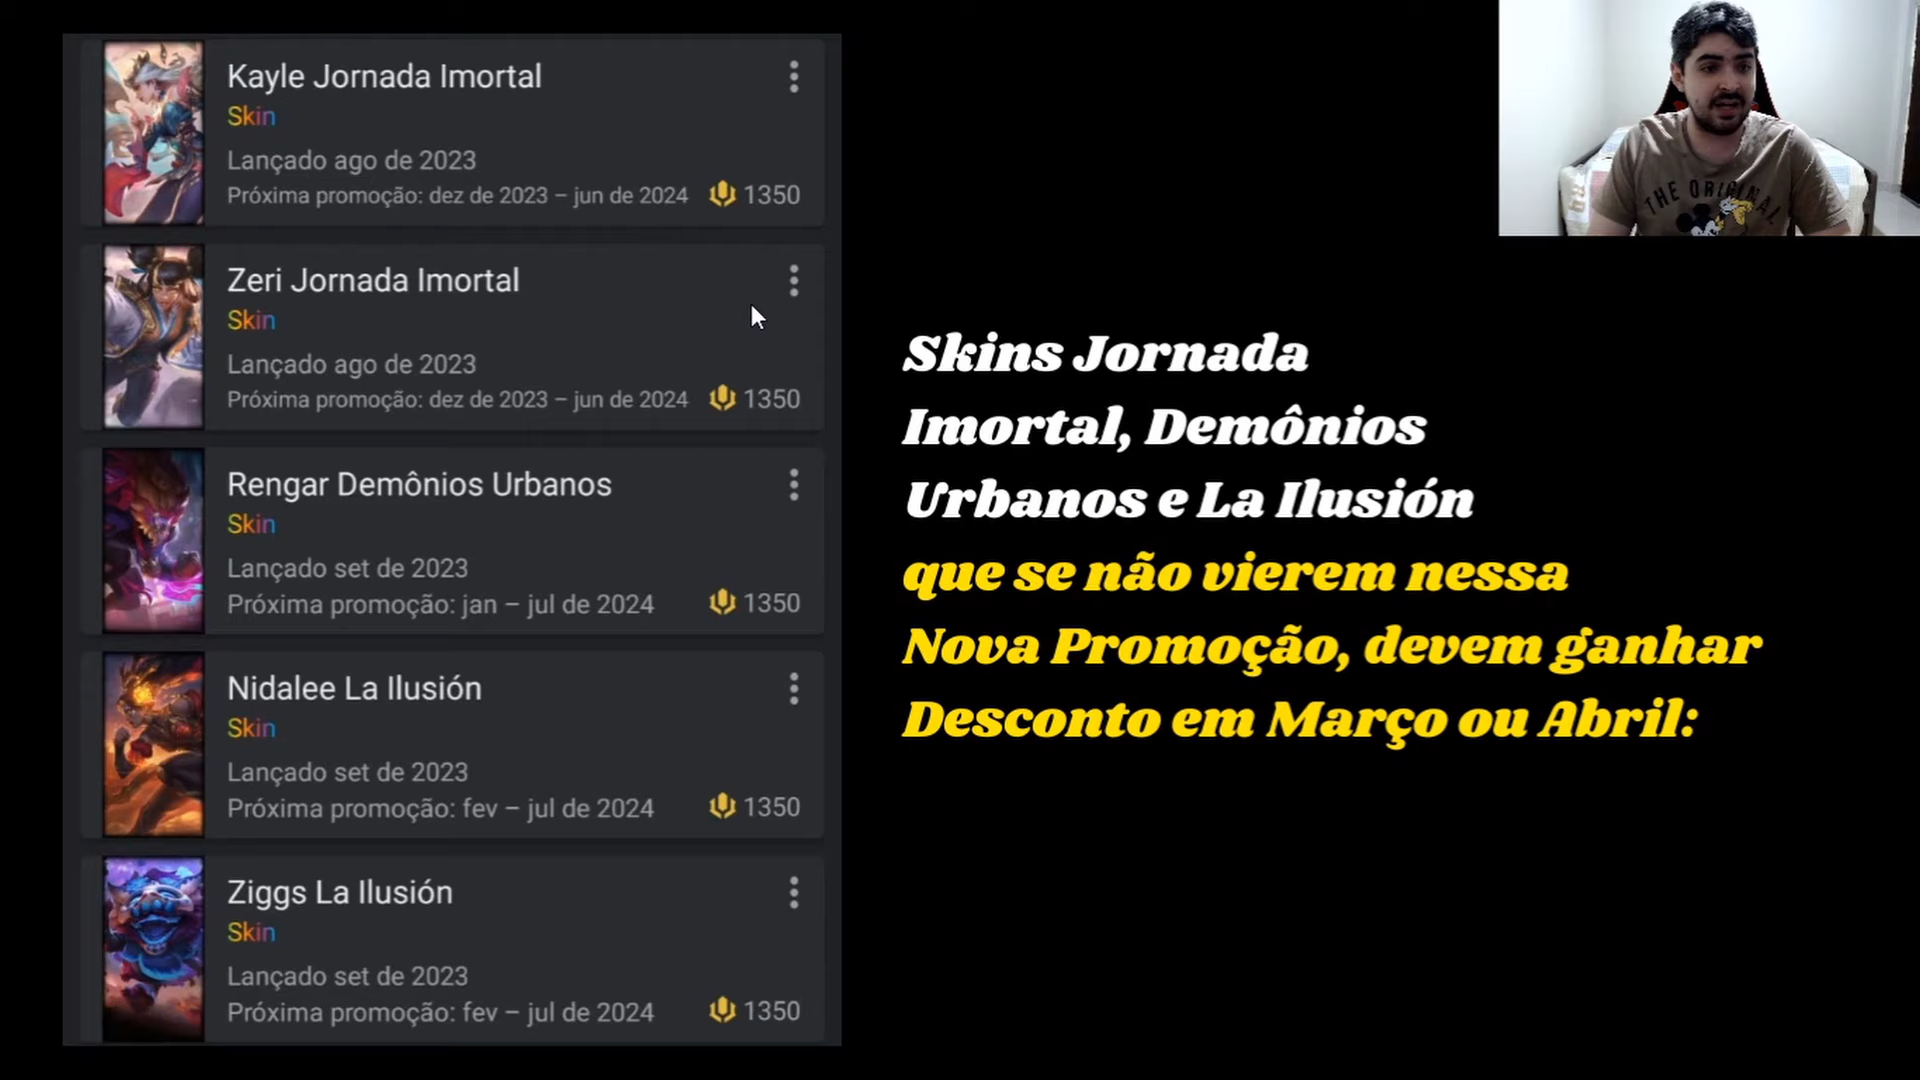 Kayle Jornada Imortal
Skin
Lançado ago de 2023
Próxima promoção: dez de 2023 – jun de 2024 1350
Zeri Jornada Imortal
Skin
Lançado ago de 2023
Próxima promoção: dez de 2023 – jun de 2024 1350
Rengar Demônios Urbanos
Skin
Lançado set de 2023
Próxima promoção: jan – jul de 2024 1350
Nidalee La Ilusión
Skin
Lançado set de 2023
Próxima promoção: fev – jul de 2024 1350
Ziggs La Ilusión
Skin
Lançado set de 2023
Próxima promoção: fev – jul de 2024 1350
THE ORIGINAL
Skins Jornada
Imortal, Demônios
Urbanos e La Ilusión
que se não vierem nessa
Nova Promoção, devem ganhar
Desconto em Março ou Abril: